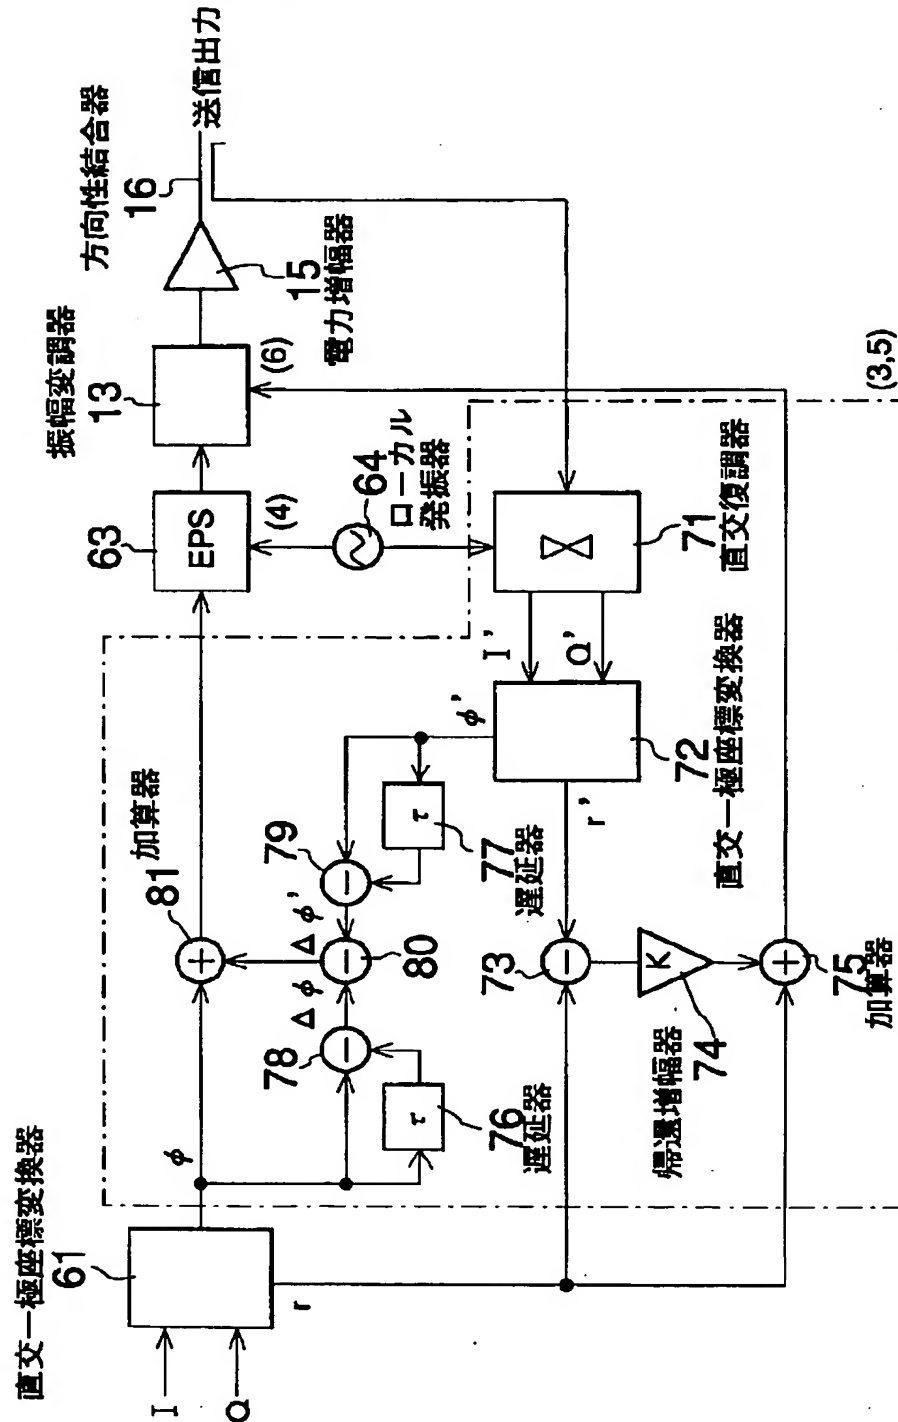 直交ー極座標変換器
61
I
Q
r
φ
81
加算器
63
EPS
(4)
振幅変調器
13
(6)
方向性結合器
16
送信出力
15
電力増幅器
64
ローカル
発振器
78
Δφ
80
Δφ'
79
τ
76
遅延器
τ
77
遅延器
φ'
I'
Q'
71
直交復調器
72
直交ー極座標変換器
r'
73
K
74
帰還増幅器
75
加算器
(3,5)